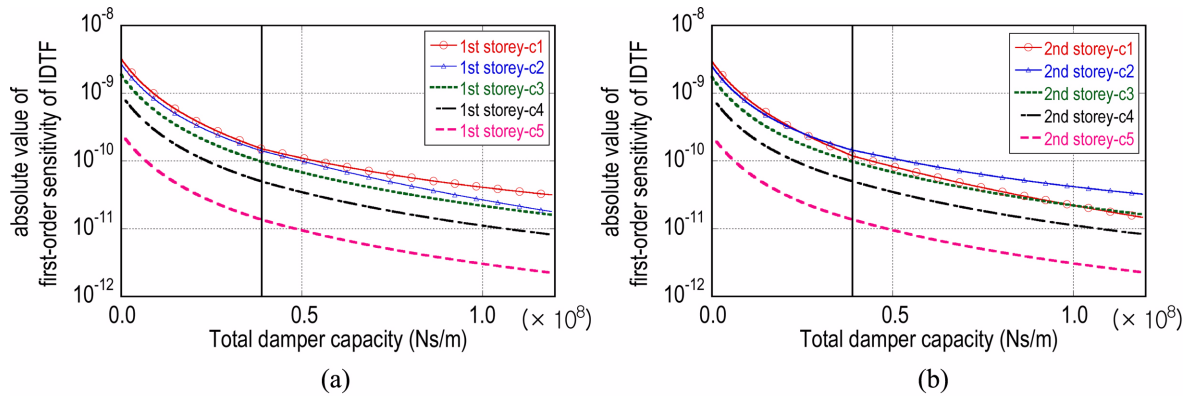 absolute value of
first-order sensitivity of IDTF
10-8
10-9
10-10
10-11
10-12
1st storey-c1
1st storey-c2
1st storey-c3
1st storey-c4
1st storey-c5
0.0 0.5 1.0 (× 10⁸)
Total damper capacity (Ns/m)
(a)
absolute value of
first-order sensitivity of IDTF
10-8
10-9
10-10
10-11
10-12
2nd storey-c1
2nd storey-c2
2nd storey-c3
2nd storey-c4
2nd storey-c5
0.0 0.5 1.0 (× 10⁸)
Total damper capacity (Ns/m)
(b)